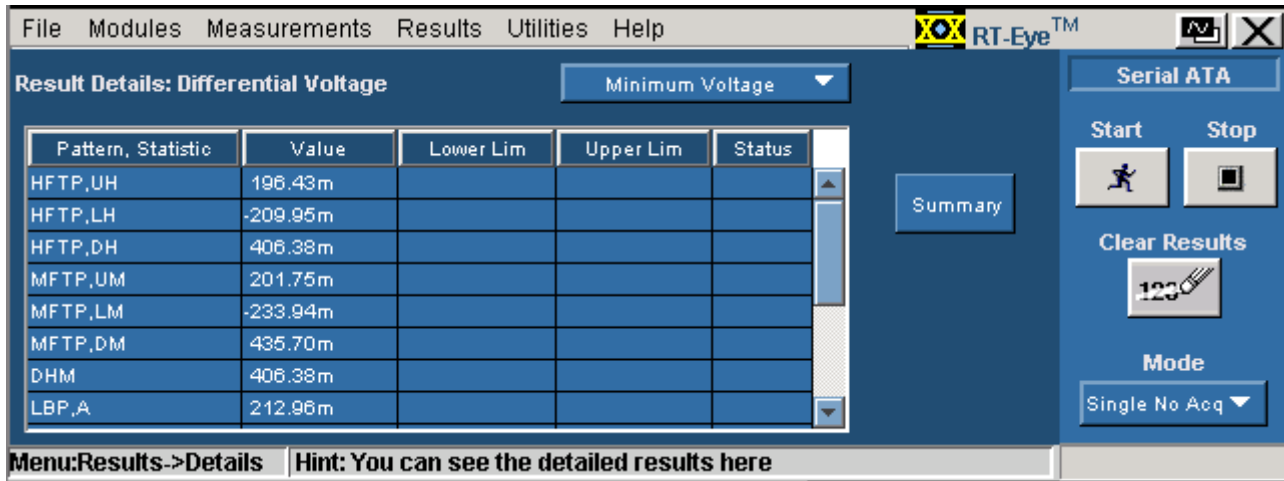 File Modules Measurements Results Utilities Help RT-Eye™
Result Details: Differential Voltage Minimum Voltage
Pattern, Statistic Value Lower Lim Upper Lim Status
HFTP,UH 196.43m
HFTP,LH -209.95m
HFTP,DH 406.38m
MFTP,UM 201.75m
MFTP,LM -233.94m
MFTP,DM 435.70m
DHM 406.38m
LBP,A 212.96m
Summary
Serial ATA
Start Stop
Clear Results
123
Mode
Single No Acq
Menu:Results->Details Hint: You can see the detailed results here